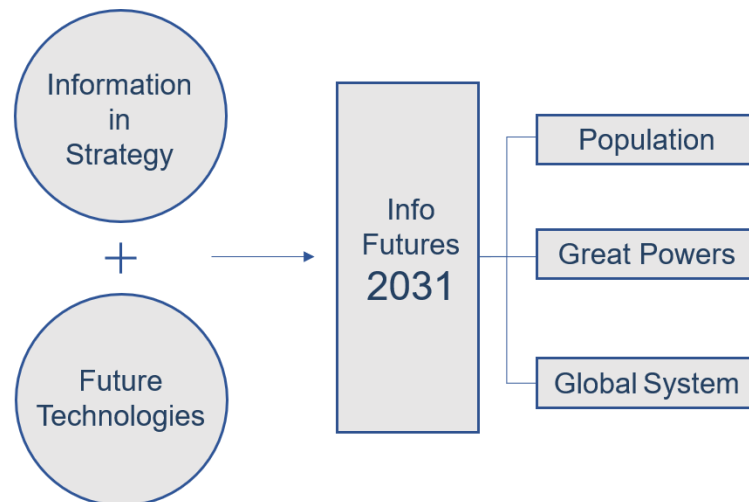 Information
in
Strategy
+
Future
Technologies
Info
Futures
2031
Population
Great Powers
Global System